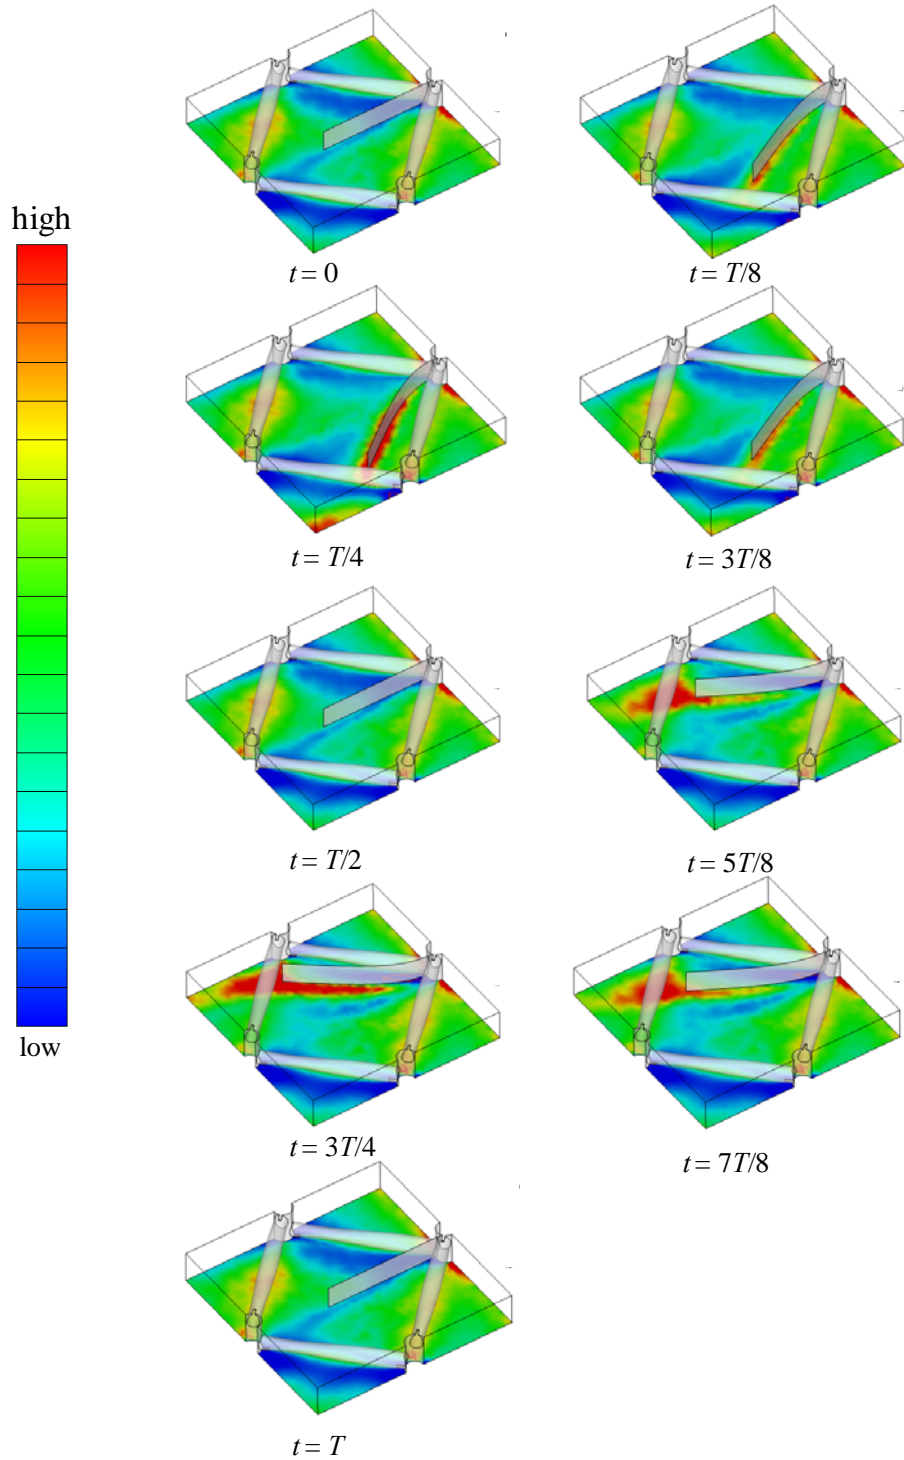 high
low
t = 0
t = T/8
t = T/4
t = 3T/8
t = T/2
t = 5T/8
t = 3T/4
t = 7T/8
t = T